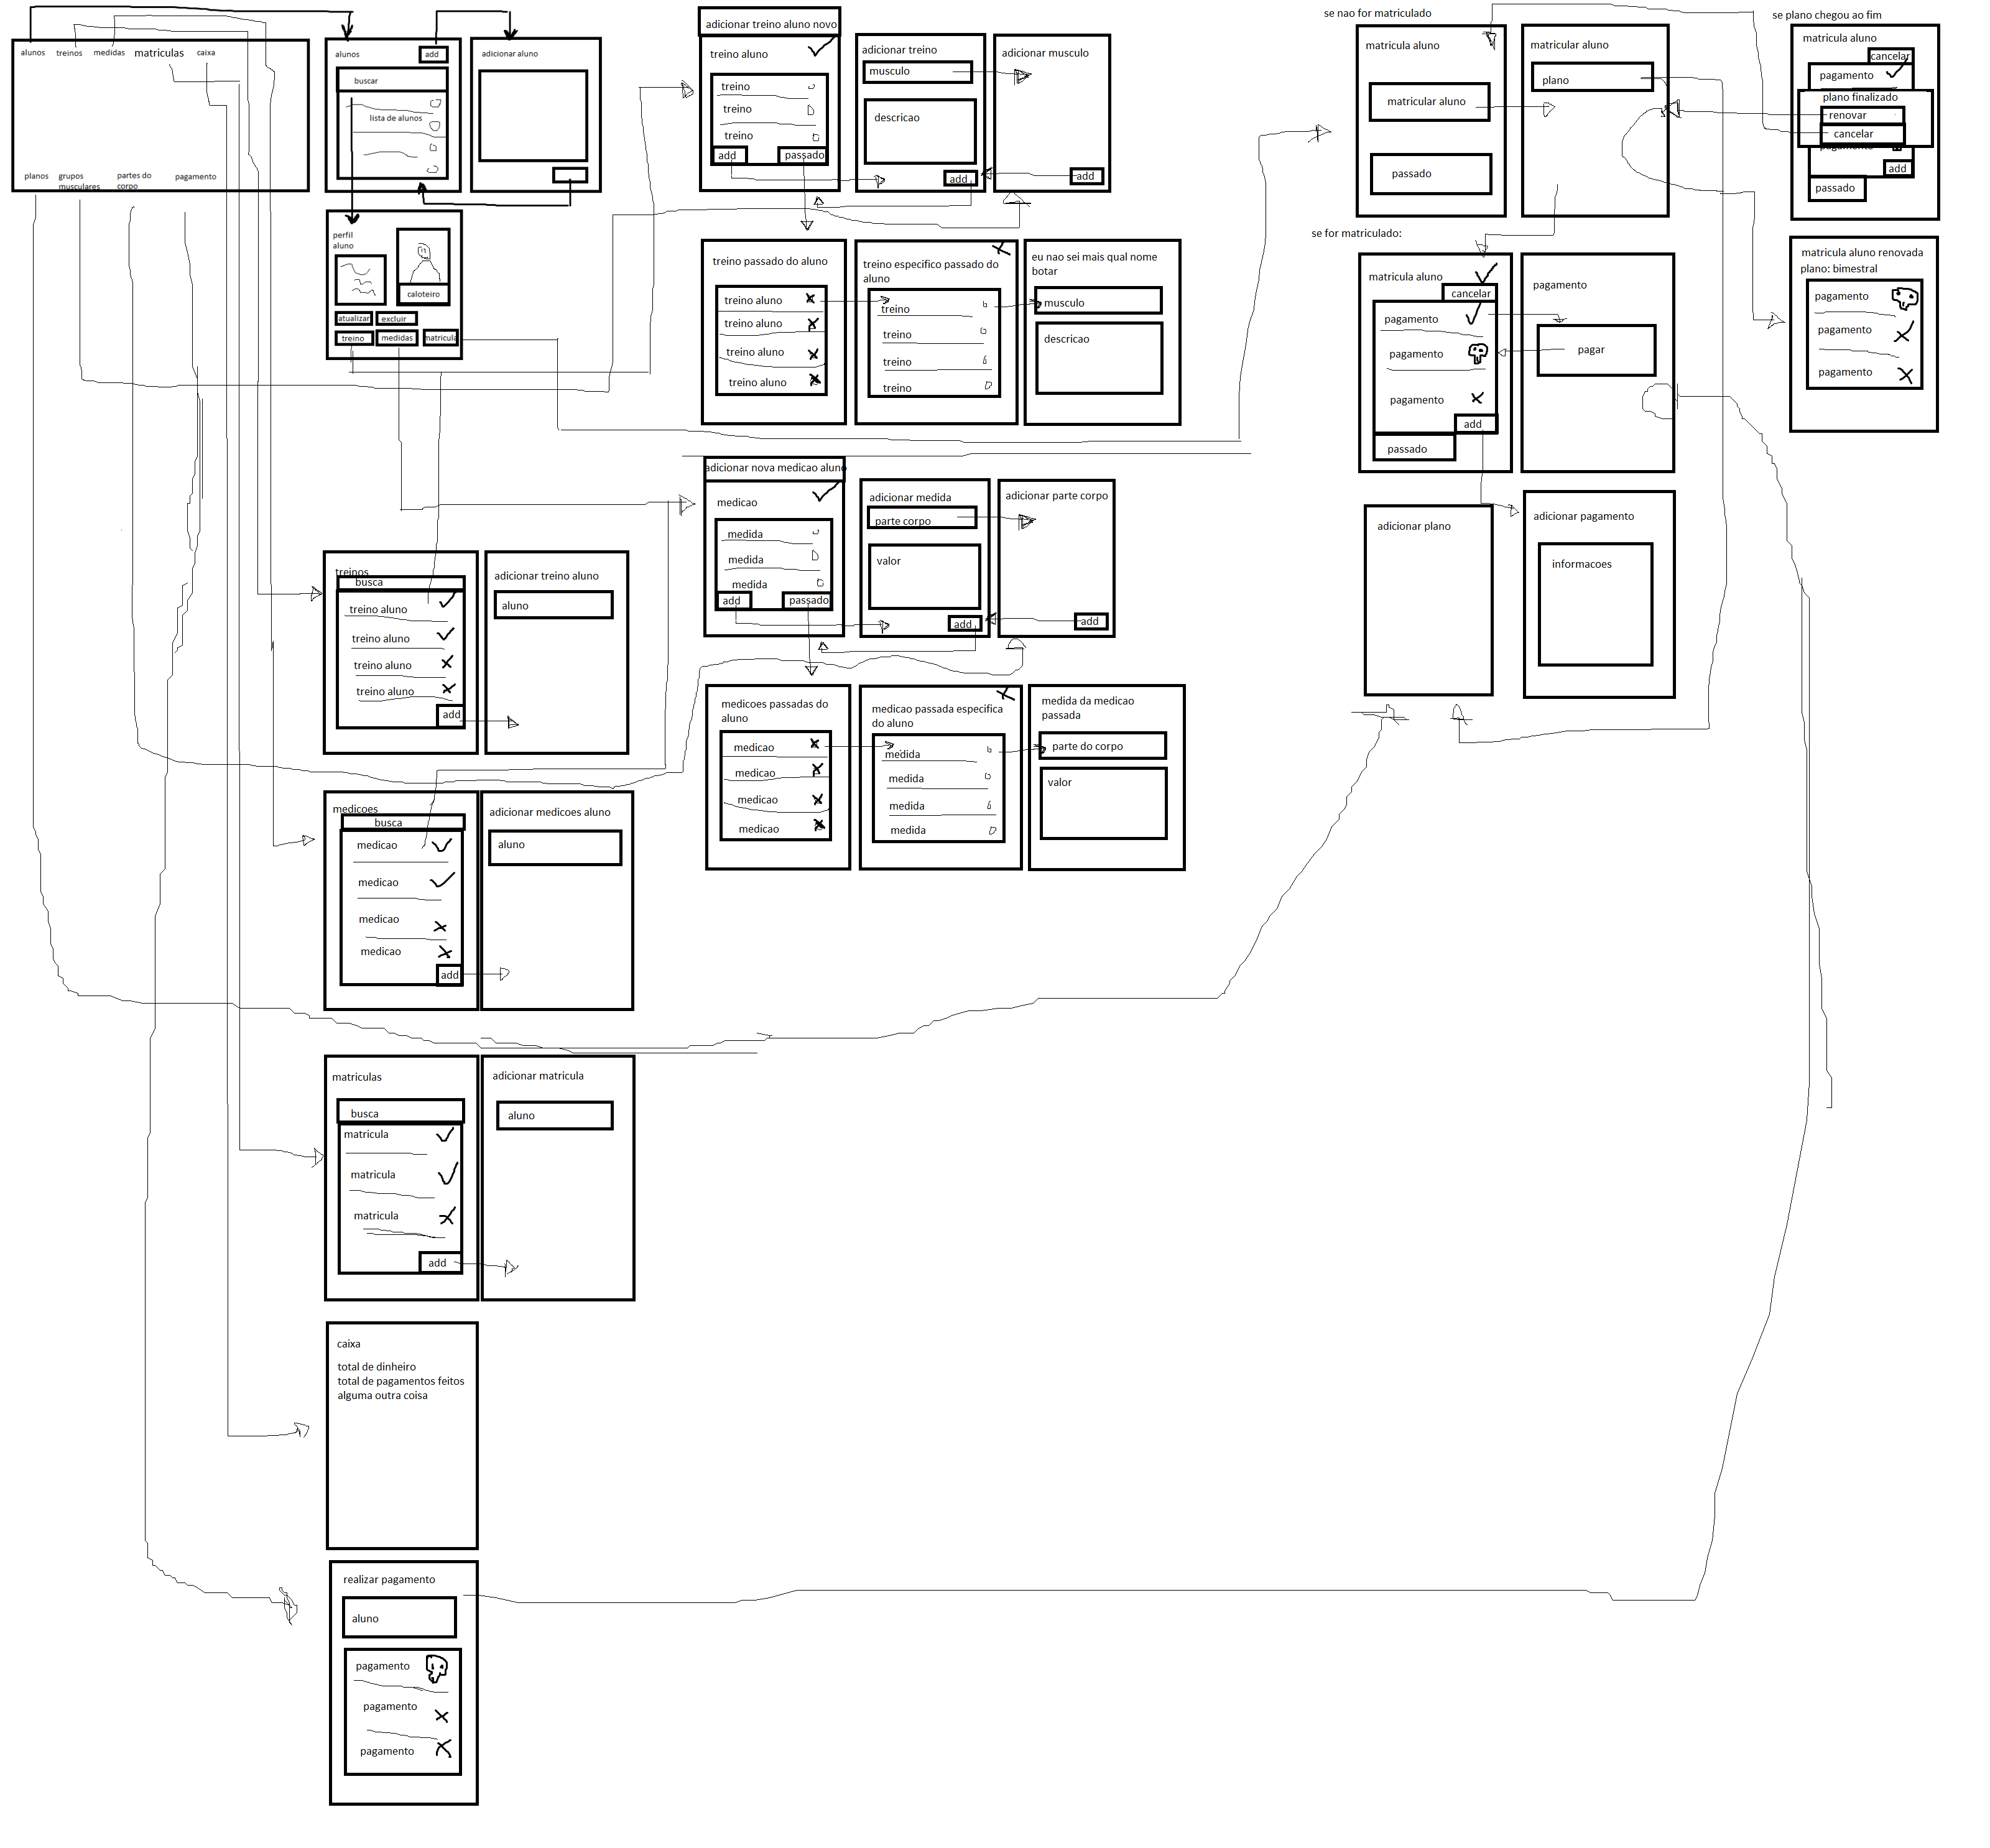 alunos
treinos
medidas
matriculas
caixa
planos
grupos
musculares
partes do
corpo
pagamento
alunos
add
buscar
lista de alunos
adicionar aluno
perfil
aluno
caloteiro
atualizar
excluir
treino
medidas
matricula
adicionar treino aluno novo
treino aluno
treino
treino
treino
add
passado
adicionar treino
musculo
descricao
add
adicionar musculo
add
treino passado do aluno
treino aluno
treino aluno
treino aluno
treino aluno
treino especifico passado do
aluno
treino
treino
treino
treino
eu nao sei mais qual nome
botar
musculo
descricao
adicionar nova medicao aluno
medicao
medida
medida
medida
add
passado
adicionar medida
parte corpo
valor
add
adicionar parte corpo
add
medicoes passadas do
aluno
medicao
medicao
medicao
medicao
medicao passada especifica
do aluno
medida
medida
medida
medida
medida da medicao
passada
parte do corpo
valor
se nao for matriculado
matricula aluno
matricular aluno
passado
matricular aluno
plano
se plano chegou ao fim
matricula aluno
cancelar
pagamento
plano finalizado
renovar
cancelar
pagamento
add
passado
se for matriculado:
matricula aluno
cancelar
pagamento
pagamento
pagamento
add
passado
pagamento
pagar
matricula aluno renovada
plano: bimestral
pagamento
pagamento
pagamento
adicionar plano
adicionar pagamento
informacoes
treinos
busca
treino aluno
treino aluno
treino aluno
treino aluno
add
adicionar treino aluno
aluno
medicoes
busca
medicao
medicao
medicao
medicao
add
adicionar medicoes aluno
aluno
matriculas
busca
matricula
matricula
matricula
add
adicionar matricula
aluno
caixa
total de dinheiro
total de pagamentos feitos
alguma outra coisa
realizar pagamento
aluno
pagamento
pagamento
pagamento